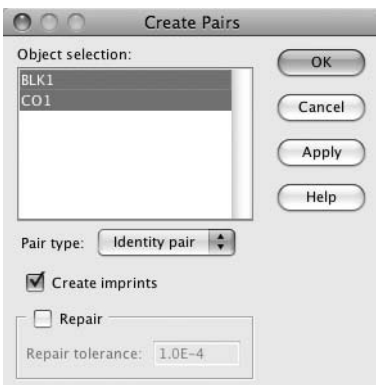 Create Pairs
Object selection:
BLK1
CO1
OK
Cancel
Apply
Help
Pair type: Identity pair
Create imprints
Repair
Repair tolerance: 1.0E-4